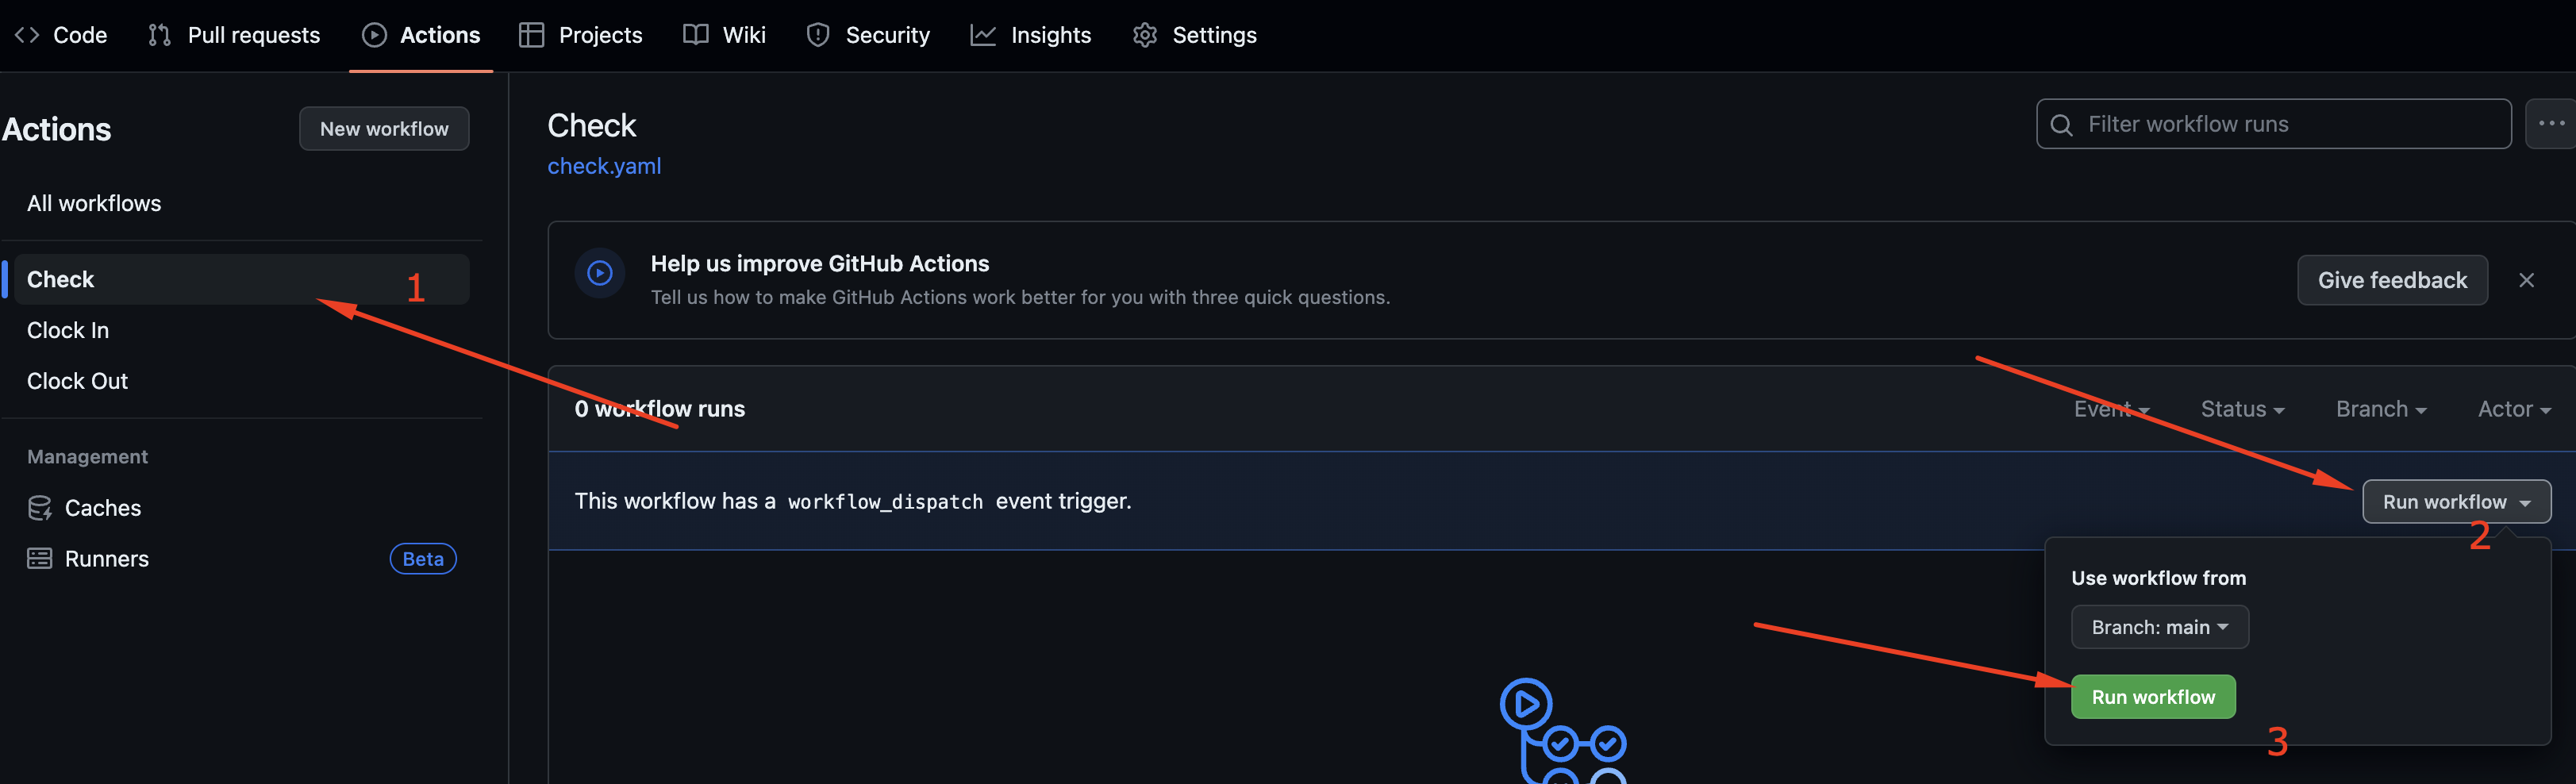 Code Pull requests Actions Projects Wiki Security Insights Settings
Actions
New workflow
All workflows
Check
1
Clock In
Clock Out
Management
Caches
Runners
Beta
Check
check.yaml
Filter workflow runs
Help us improve GitHub Actions
Tell us how to make GitHub Actions work better for you with three quick questions.
Give feedback
0 workflow runs
Event Status Branch Actor
This workflow has a workflow_dispatch event trigger.
Run workflow
2
Use workflow from
Branch: main
Run workflow
3